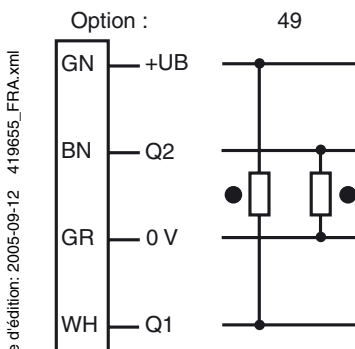 Option : 49
GN +UB
BN Q2
GR 0 V
WH Q1
e d'édition: 2005-09-12 419655_FRA.xml